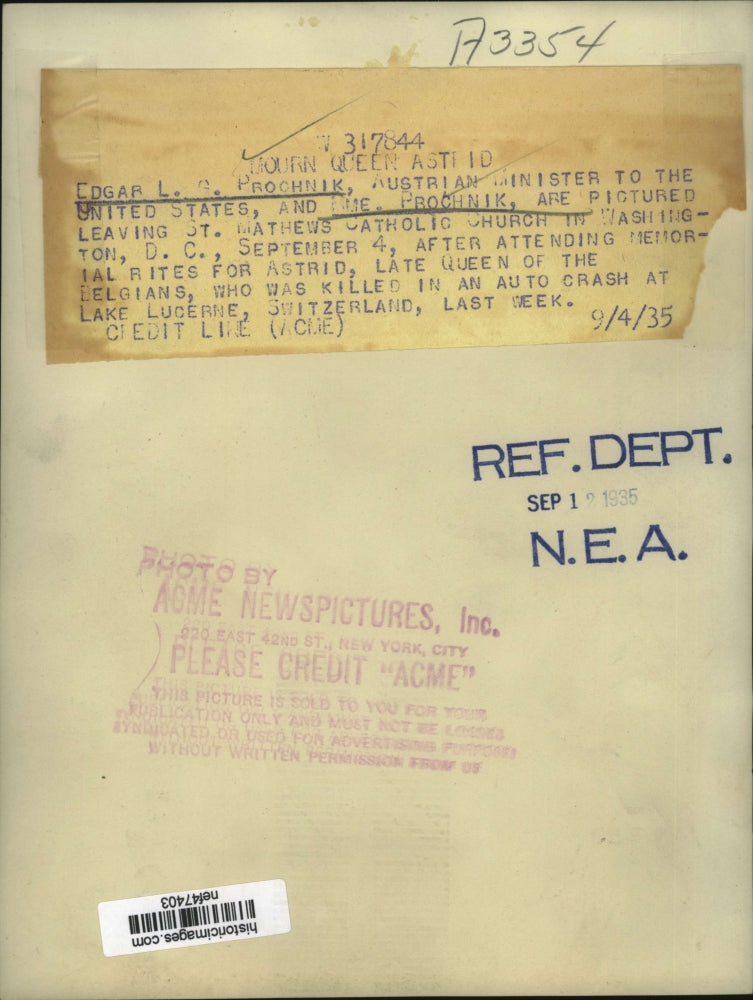 A3354
W 317844
MOURN QUEEN ASTRID
EDGAR L. G. PROCHNIK, AUSTRIAN MINISTER TO THE
UNITED STATES, AND MME. PROCHNIK, ARE PICTURED
LEAVING ST. MATHEWS CATHOLIC CHURCH IN WASHING-
TON, D. C., SEPTEMBER 4, AFTER ATTENDING MEMOR-
IAL RITES FOR ASTRID, LATE QUEEN OF THE
BELGIANS, WHO WAS KILLED IN AN AUTO CRASH AT
LAKE LUCERNE, SWITZERLAND, LAST WEEK.
CREDIT LINE (ACME)
9/4/35
REF. DEPT.
SEP 12 1935
N.E.A.
PHOTO BY
ACME NEWSPICTURES, Inc.
220 EAST 42ND ST., NEW YORK, CITY
PLEASE CREDIT "ACME"
THIS PICTURE IS SOLD TO YOU FOR YOUR
PUBLICATION ONLY AND MUST NOT BE LOANED
SYNDICATED OR USED FOR ADVERTISING PURPOSES
WITHOUT WRITTEN PERMISSION FROM US
historicimages.com
nef47403